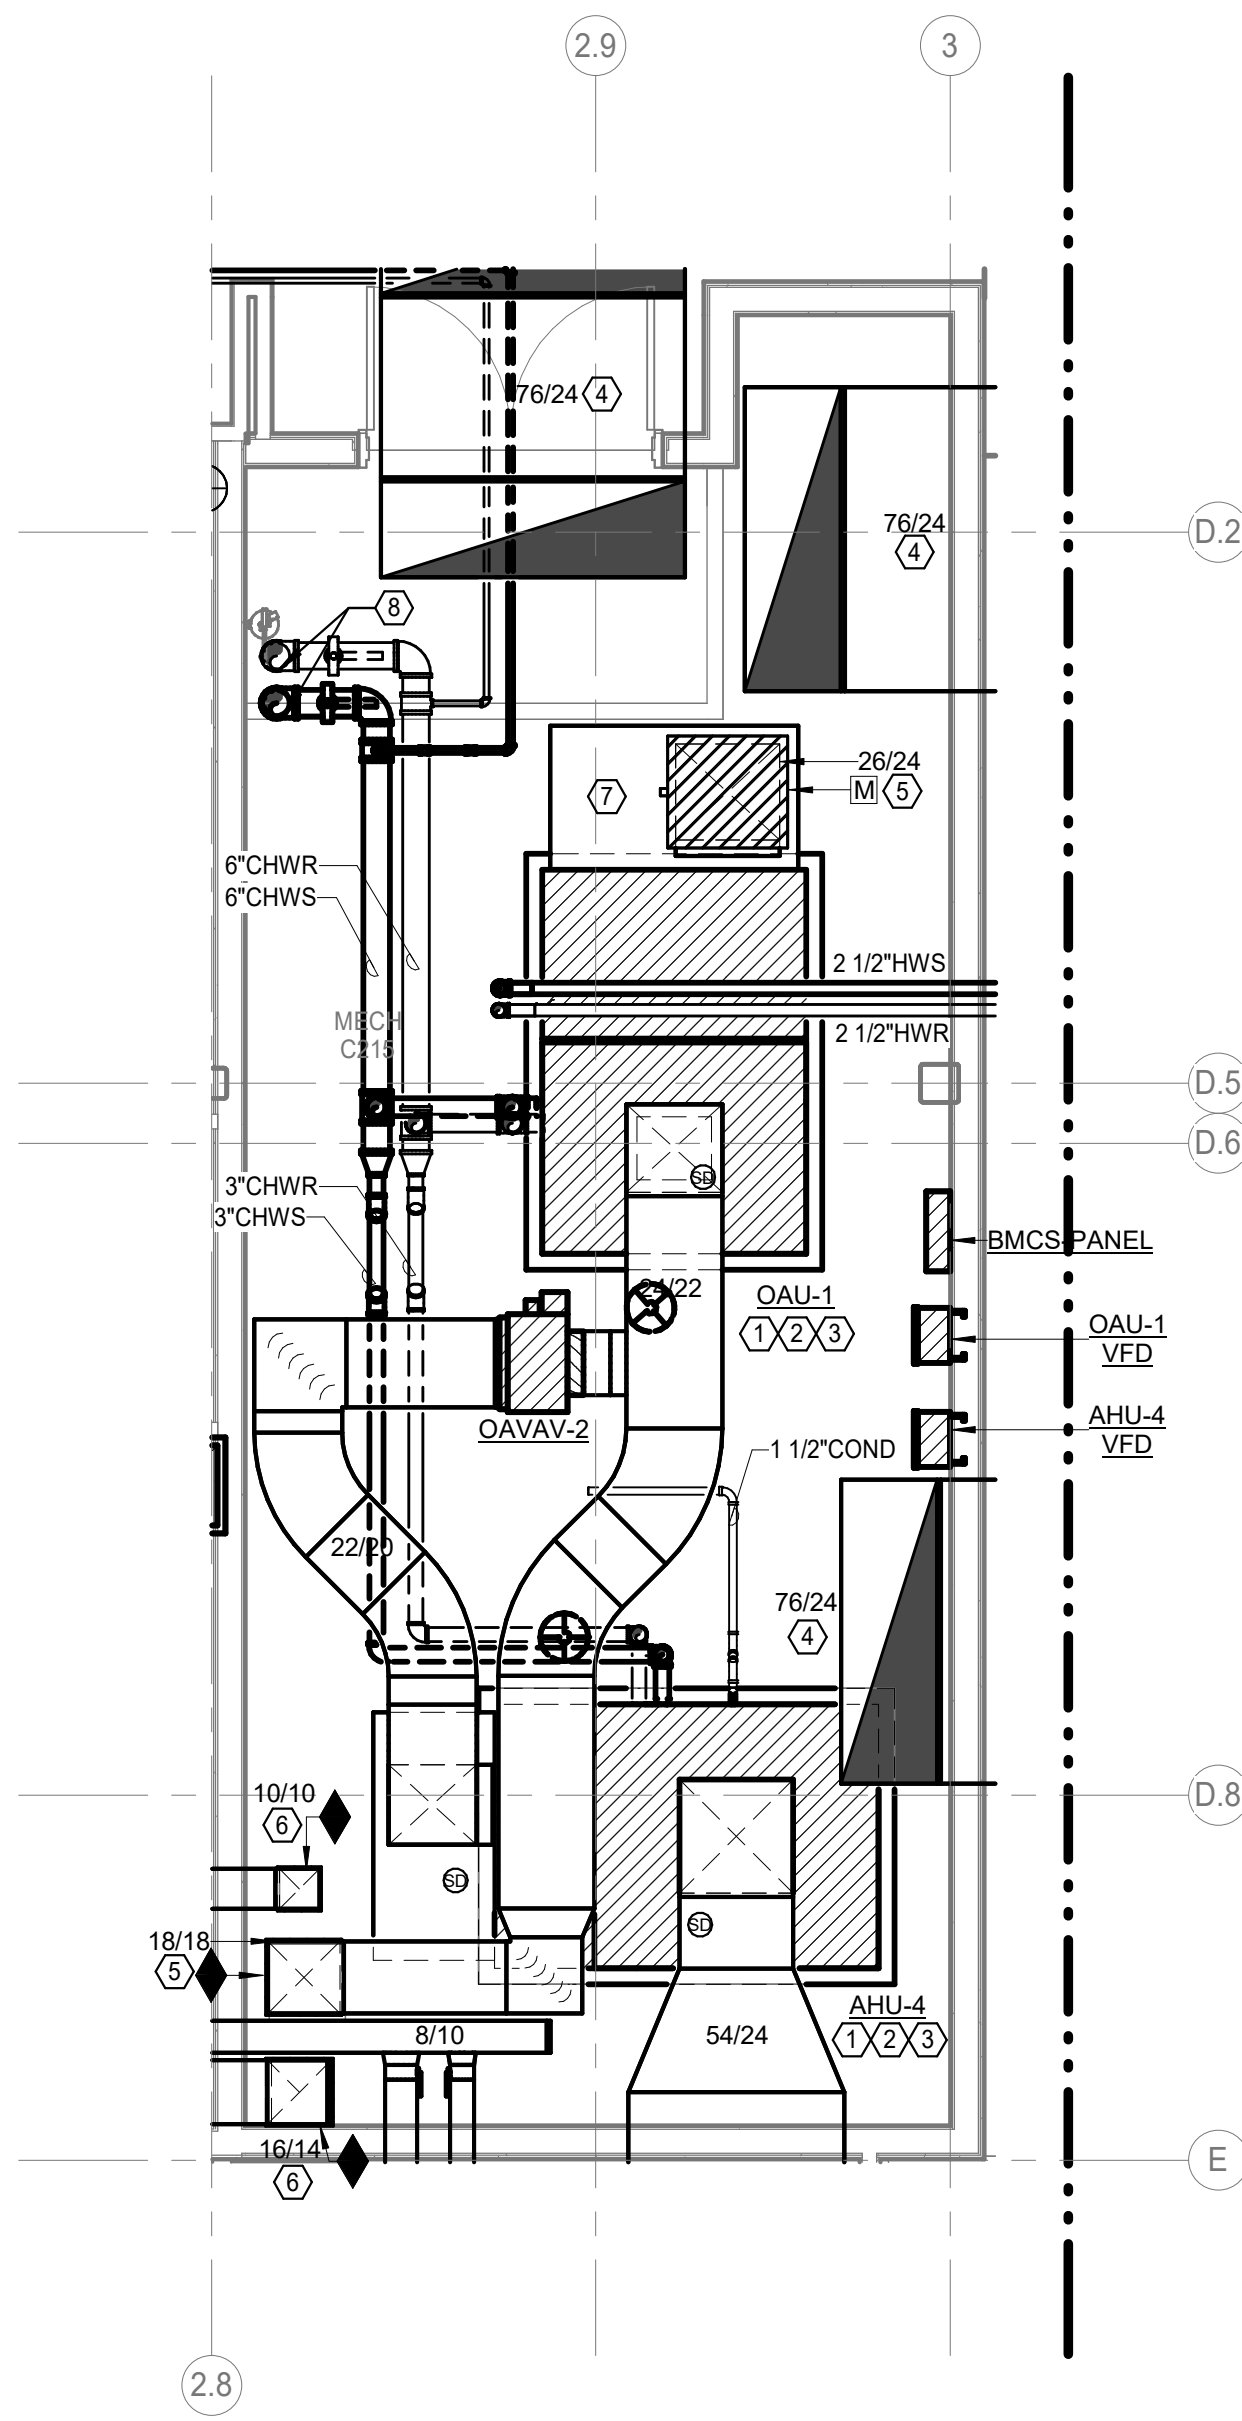 2.9
3
76/24 4
76/24
4
D.2
8
26/24
7
M 5
6"CHWR
6"CHWS
2 1/2"HWS
MECH
C215
2 1/2"HWR
D.5
D.6
SD
3"CHWR
3"CHWS
BMCS-PANEL
24/22
OAU-1
1 2 3
OAU-1
VFD
OAVAV-2
AHU-4
VFD
1 1/2"COND
22/20
76/24
4
10/10
6
D.8
SD
SD
18/18
5
AHU-4
1 2 3
8/10
54/24
16/14
6
E
2.8